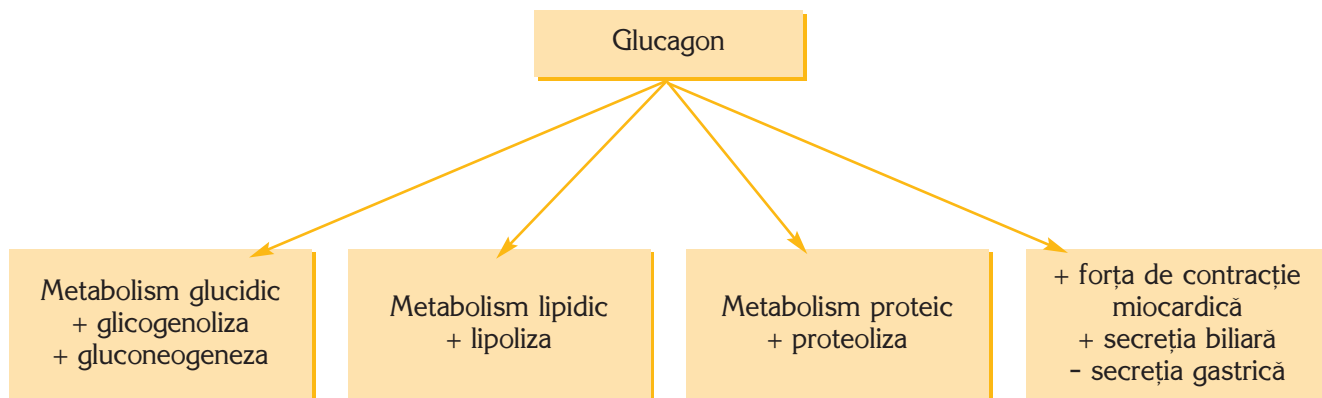 Glucagon
Metabolism glucidic
+ glicogenoliza
+ gluconeogeneza
Metabolism lipidic
+ lipoliza
Metabolism proteic
+ proteoliza
+ forța de contracție
miocardică
+ secreția biliară
- secreția gastrică